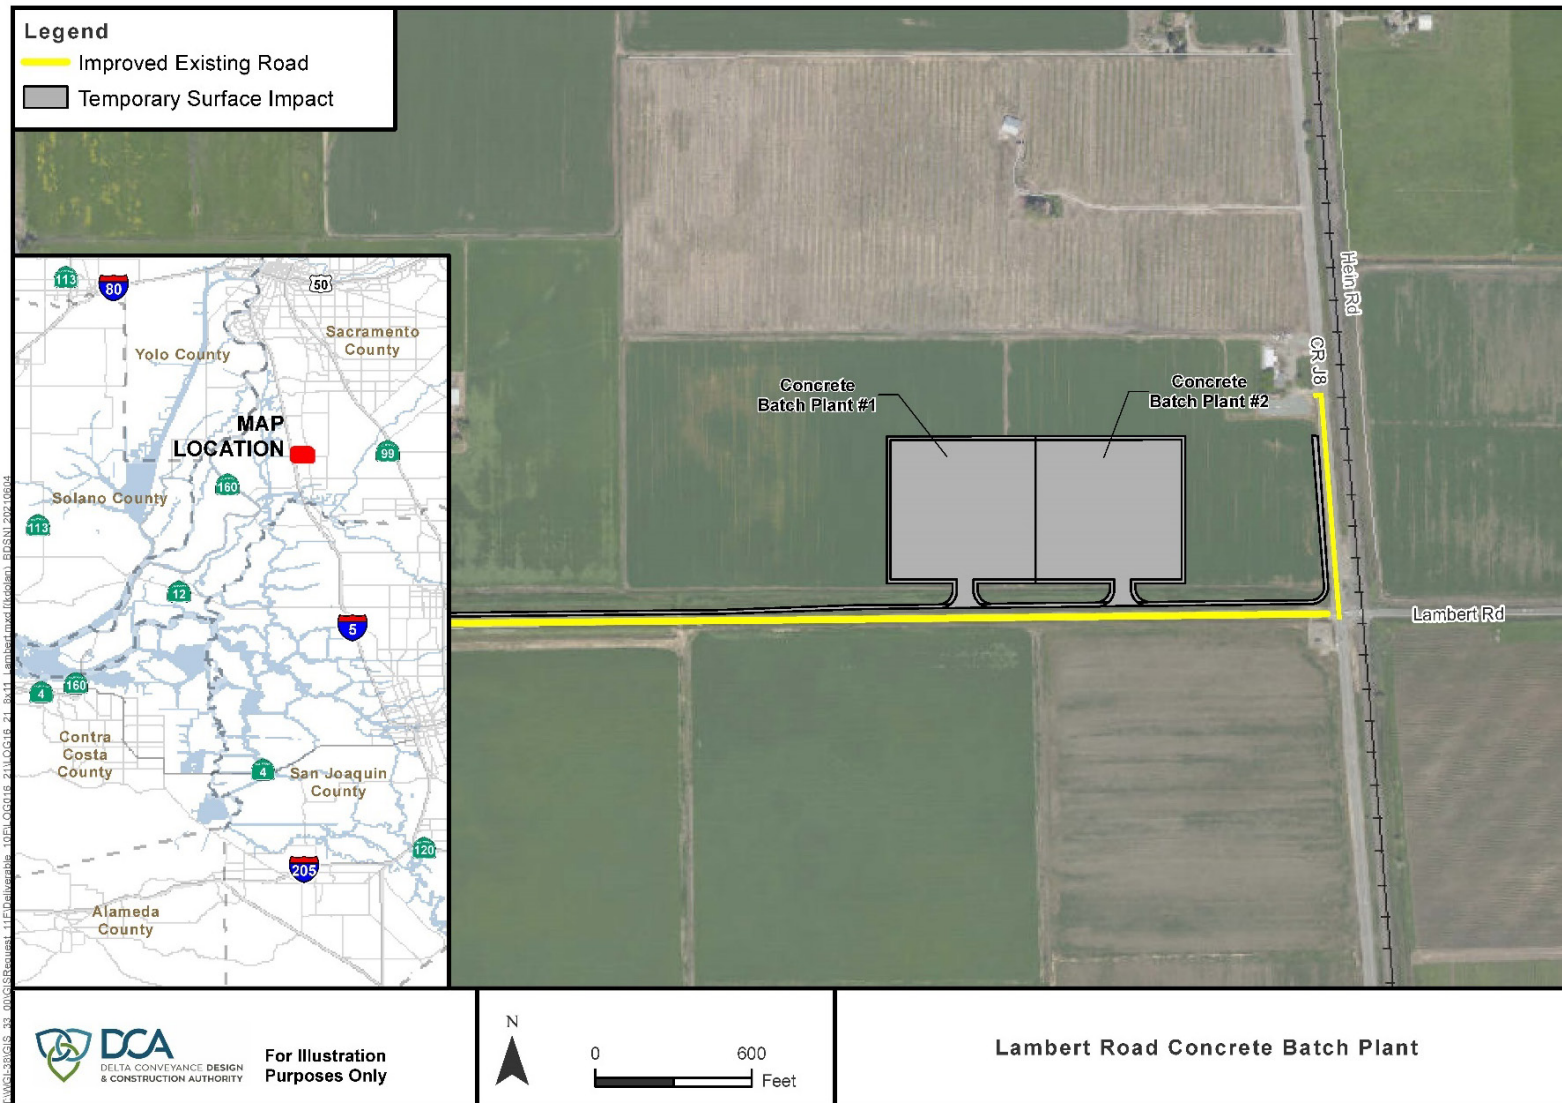 Legend
Improved Existing Road
Temporary Surface Impact
Hein Rd
CR J8
Concrete
Batch Plant #1
Concrete
Batch Plant #2
Lambert Rd
113
80
50
Sacramento
County
Yolo County
MAP
LOCATION
99
160
Solano County
113
12
5
4
160
Contra
Costa
County
4
San Joaquin
County
120
205
Alameda
County
DCA
DELTA CONVEYANCE DESIGN
& CONSTRUCTION AUTHORITY
For Illustration
Purposes Only
N
0
600
Feet
Lambert Road Concrete Batch Plant